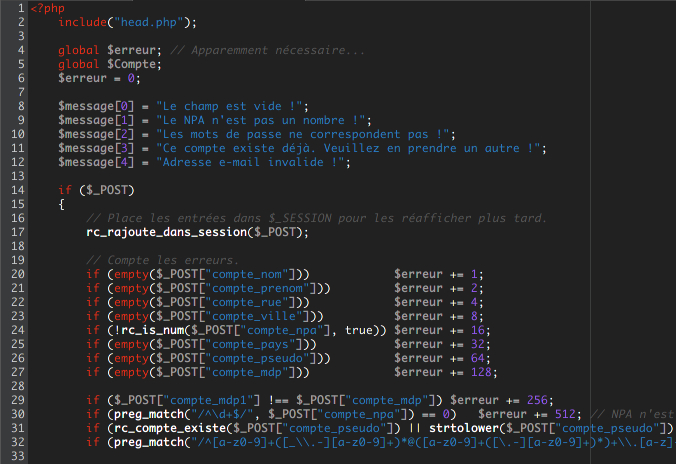 1 <?php
2 include("head.php");
3
4 global $erreur; // Apparemment nécessaire...
5 global $Compte;
6 $erreur = 0;
7
8 $message[0] = "Le champ est vide !";
9 $message[1] = "Le NPA n'est pas un nombre !";
10 $message[2] = "Les mots de passe ne correspondent pas !";
11 $message[3] = "Ce compte existe déjà. Veuillez en prendre un autre !";
12 $message[4] = "Adresse e-mail invalide !";
13
14 if ($_POST)
15 {
16 // Place les entrées dans $_SESSION pour les réafficher plus tard.
17 rc_rajoute_dans_session($_POST);
18
19 // Compte les erreurs.
20 if (empty($_POST["compte_nom"])) $erreur += 1;
21 if (empty($_POST["compte_prenom"])) $erreur += 2;
22 if (empty($_POST["compte_rue"])) $erreur += 4;
23 if (empty($_POST["compte_ville"])) $erreur += 8;
24 if (!rc_is_num($_POST["compte_npa"], true)) $erreur += 16;
25 if (empty($_POST["compte_pays"])) $erreur += 32;
26 if (empty($_POST["compte_pseudo"])) $erreur += 64;
27 if (empty($_POST["compte_mdp"])) $erreur += 128;
28
29 if ($_POST["compte_mdp1"] !== $_POST["compte_mdp"]) $erreur += 256;
30 if (preg_match("/^\d+$/", $_POST["compte_npa"]) == 0) $erreur += 512; // NPA n'est
31 if (rc_compte_existe($_POST["compte_pseudo"]) || strtolower($_POST["compte_pseudo"])
32 if (preg_match("/^[a-z0-9]+([_\\.-][a-z0-9]+)*@([a-z0-9]+([\.-][a-z0-9]+)*)+\\.[a-z]
33